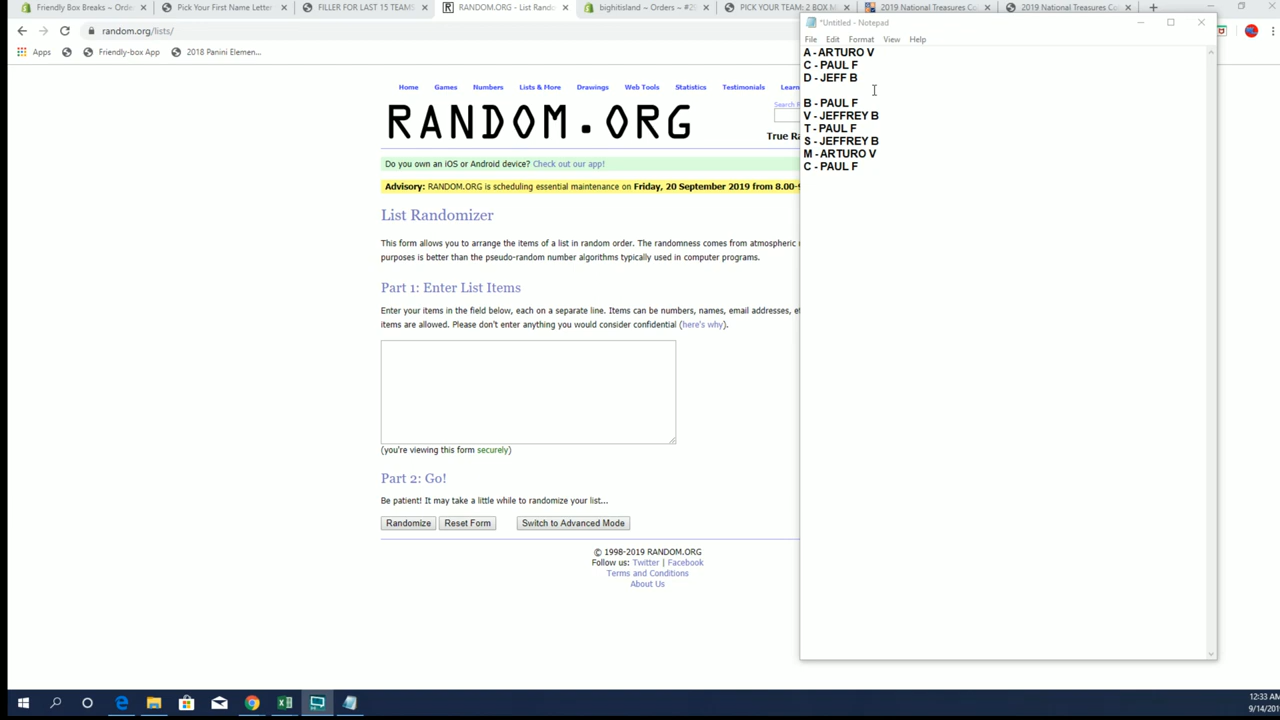 Friendly Box Breaks ~ Orde
Pick Your First Name Letter
FILLER FOR LAST 15 TEAMS
RANDOM.ORG - List Rando
bighitisland ~ Orders ~ #29
PICK YOUR TEAM: 2 BOX M
2019 National Treasures Co
2019 National Treasures Ca
random.org/lists/
Apps
Friendly-box App
2018 Panini Elemen...
Home
Games
Numbers
Lists & More
Drawings
Web Tools
Statistics
Testimonials
Learn
RANDOM.ORG
Search R
True Ra
Do you own an iOS or Android device? Check out our app!
Advisory: RANDOM.ORG is scheduling essential maintenance on Friday, 20 September 2019 from 8.00-9
List Randomizer
This form allows you to arrange the items of a list in random order. The randomness comes from atmospheric n
purposes is better than the pseudo-random number algorithms typically used in computer programs.
Part 1: Enter List Items
Enter your items in the field below, each on a separate line. Items can be numbers, names, email addresses, et
items are allowed. Please don't enter anything you would consider confidential (here's why).
(you're viewing this form securely)
Part 2: Go!
Be patient! It may take a little while to randomize your list...
Randomize
Reset Form
Switch to Advanced Mode
© 1998-2019 RANDOM.ORG
Follow us: Twitter | Facebook
Terms and Conditions
About Us
*Untitled - Notepad
File Edit Format View Help
A - ARTURO V
C - PAUL F
D - JEFF B
B - PAUL F
V - JEFFREY B
T - PAUL F
S - JEFFREY B
M - ARTURO V
C - PAUL F
12:33 AM
9/14/201